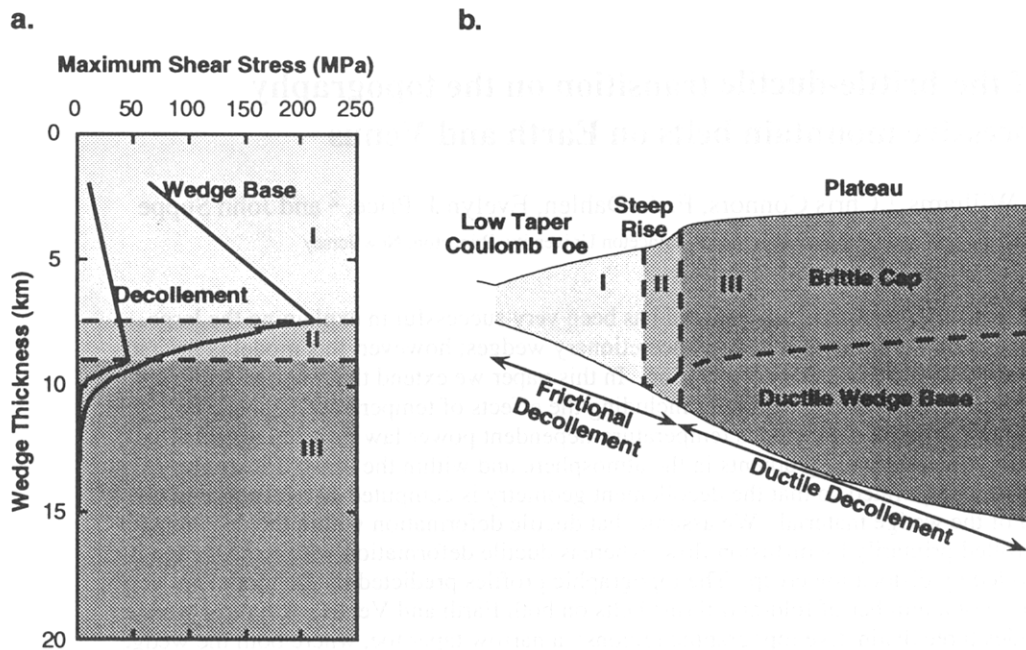 a.
Maximum Shear Stress (MPa)
0 50 100 150 200 250
0
5
10
15
20
Wedge Thickness (km)
Wedge Base
I
Decollement
II
III
b.
Plateau
Steep
Rise
Low Taper
Coulomb Toe
I
II
III
Brittle Cap
Ductile Wedge Base
Frictional
Decollement
Ductile Decollement